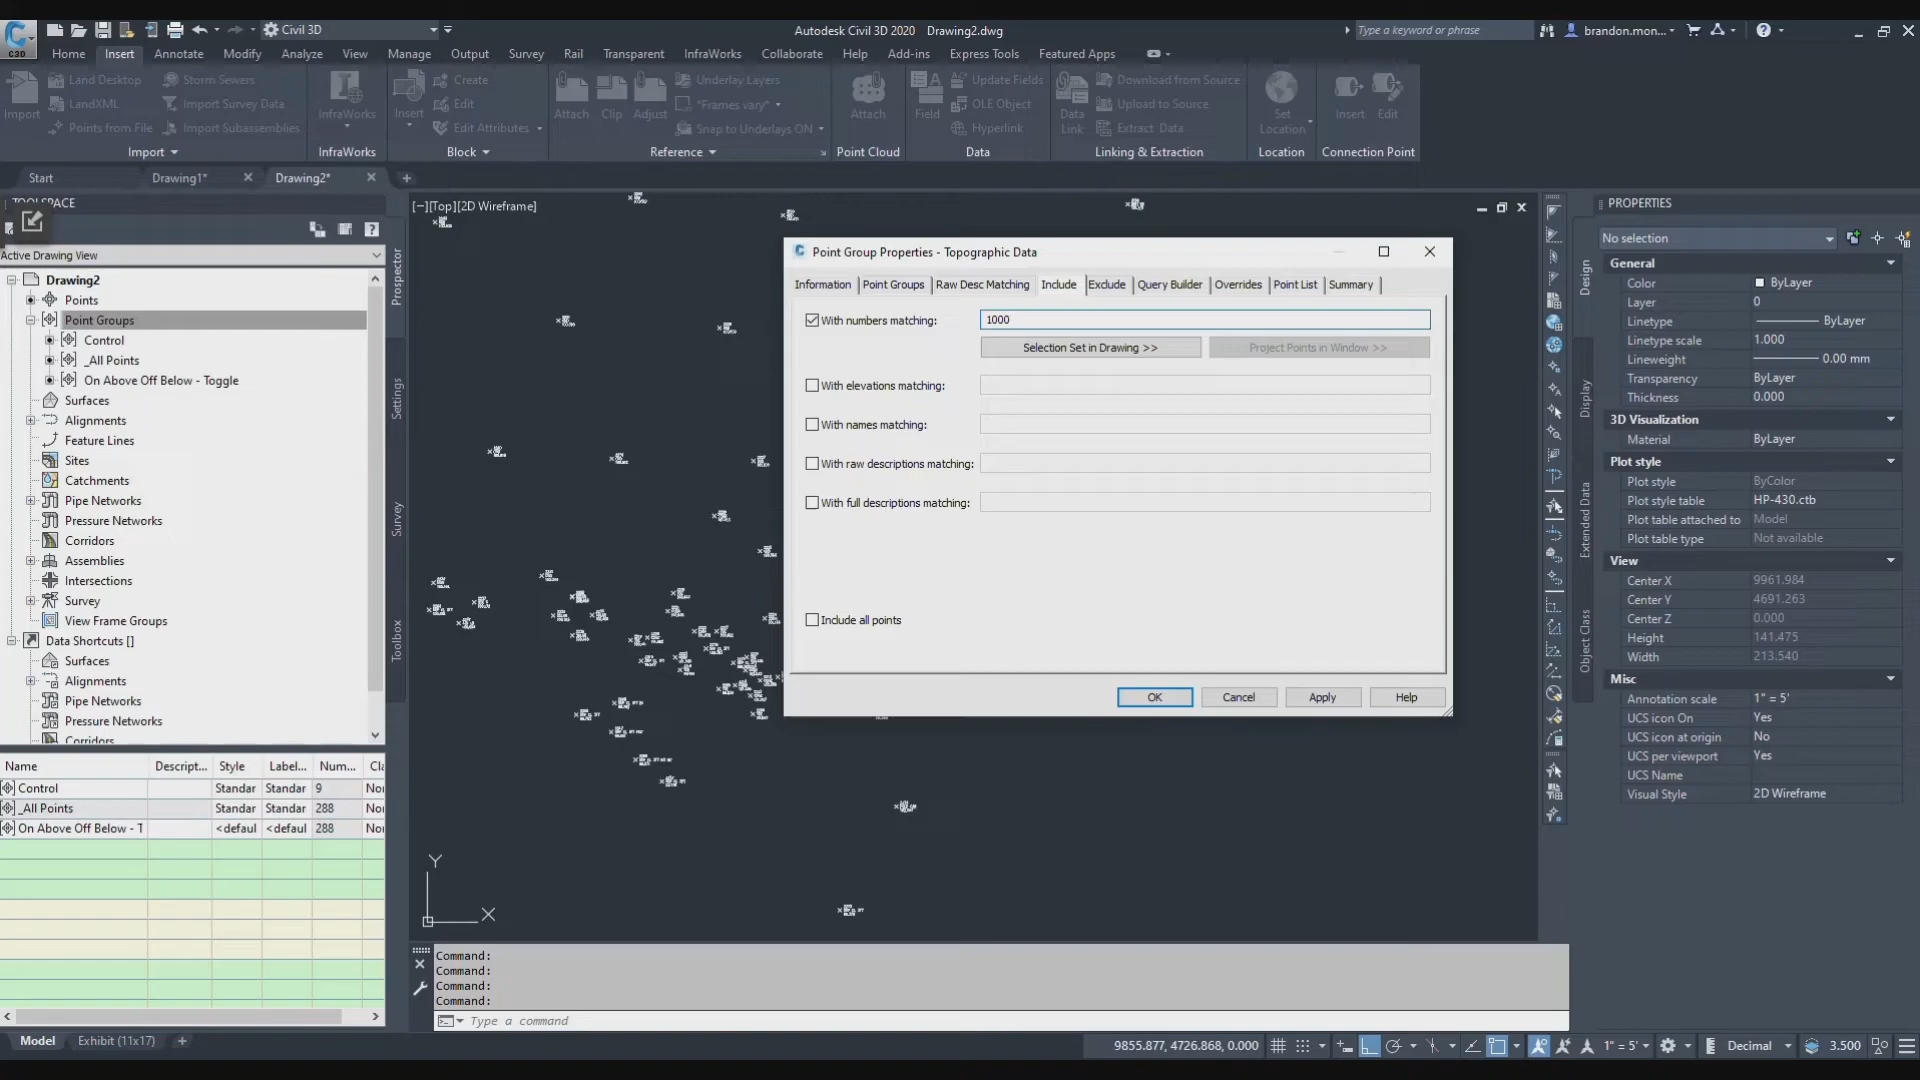 Civil 3D
Autodesk Civil 3D 2020 Drawing2.dwg
Type a keyword or phrase
brandon.mon...
C3D
Home Insert Annotate Modify Analyze View Manage Output Survey Rail Transparent InfraWorks Collaborate Help Add-ins Express Tools Featured Apps
Import
Land Desktop
LandXML
Points from File
Storm Sewers
Import Survey Data
Import Subassemblies
Import
InfraWorks
InfraWorks
Insert
Create
Edit
Edit Attributes
Block
Attach
Clip
Adjust
Underlay Layers
*Frames vary*
Snap to Underlays ON
Reference
Attach
Point Cloud
Field
Update Fields
OLE Object
Hyperlink
Data
Data
Link
Download from Source
Upload to Source
Extract Data
Linking & Extraction
Set
Location
Location
Insert
Edit
Connection Point
Start Drawing1* Drawing2*
TOOLSPACE
Active Drawing View
Drawing2
Points
Point Groups
Control
_All Points
On Above Off Below - Toggle
Surfaces
Alignments
Feature Lines
Sites
Catchments
Pipe Networks
Pressure Networks
Corridors
Assemblies
Intersections
Survey
View Frame Groups
Data Shortcuts []
Surfaces
Alignments
Pipe Networks
Pressure Networks
Corridors
Prospector
Settings
Survey
Toolbox
Name Descript... Style Label... Num... Cla
Control Standar Standar 9 Nor
_All Points Standar Standar 288 Nor
On Above Off Below - T <defaul <defaul 288 Nor
[−][Top][2D Wireframe]
Point Group Properties - Topographic Data
Information Point Groups Raw Desc Matching Include Exclude Query Builder Overrides Point List Summary
With numbers matching: 1000
Selection Set in Drawing >> Project Points in Window >>
With elevations matching:
With names matching:
With raw descriptions matching:
With full descriptions matching:
Include all points
OK Cancel Apply Help
Y
X
Command:
Command:
Command:
Command:
Type a command
Design
Display
Extended Data
Object Class
PROPERTIES
No selection
General
Color ByLayer
Layer 0
Linetype ByLayer
Linetype scale 1.000
Lineweight 0.00 mm
Transparency ByLayer
Thickness 0.000
3D Visualization
Material ByLayer
Plot style
Plot style ByColor
Plot style table HP-430.ctb
Plot table attached to Model
Plot table type Not available
View
Center X 9961.984
Center Y 4691.263
Center Z 0.000
Height 141.475
Width 213.540
Misc
Annotation scale 1" = 5'
UCS icon On Yes
UCS icon at origin No
UCS per viewport Yes
UCS Name
Visual Style 2D Wireframe
Model Exhibit (11x17)
9855.877, 4726.868, 0.000
1" = 5'
Decimal
3.500